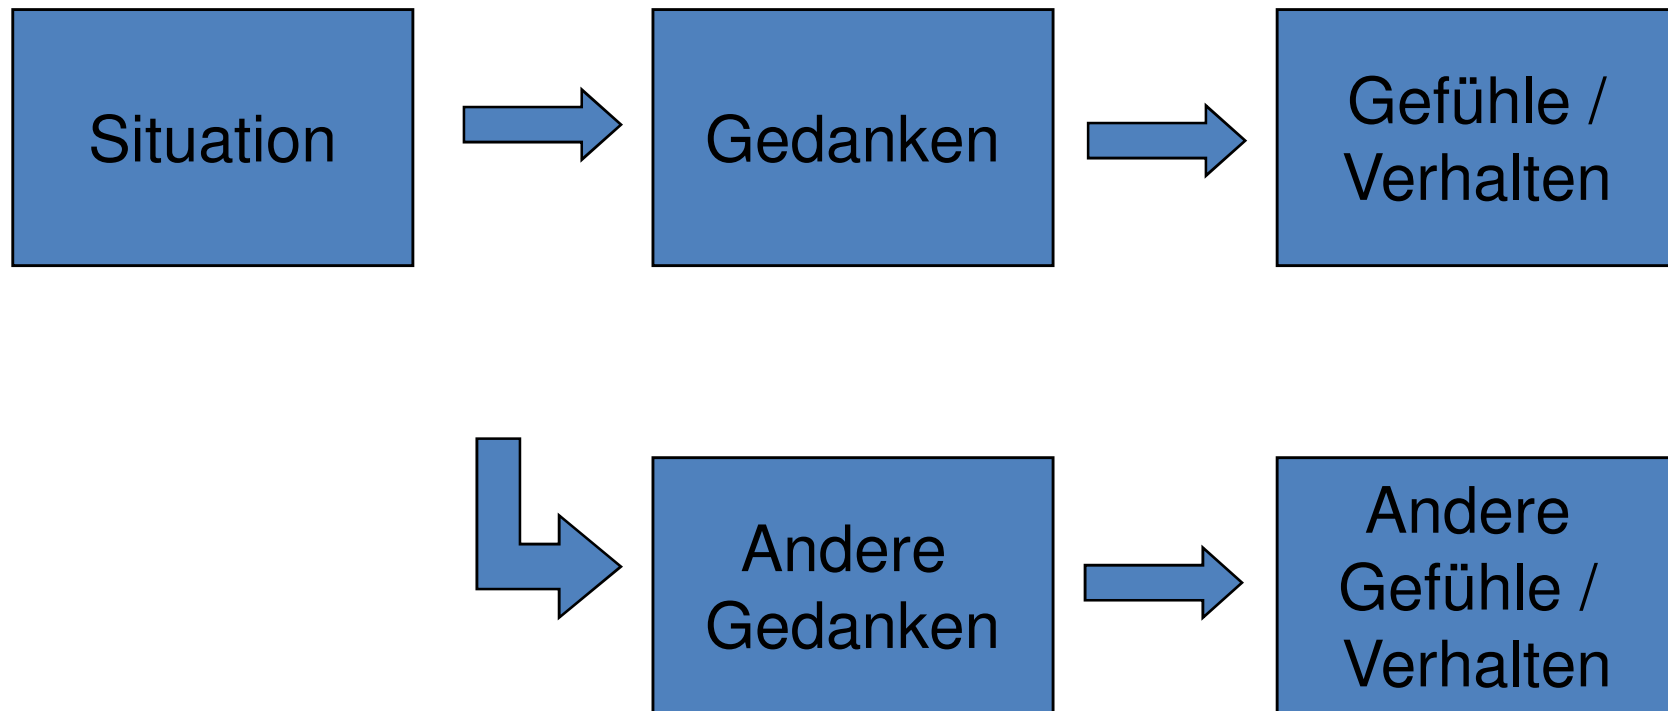 Situation
Gedanken
Gefühle /
Verhalten
Andere
Gedanken
Andere
Gefühle /
Verhalten